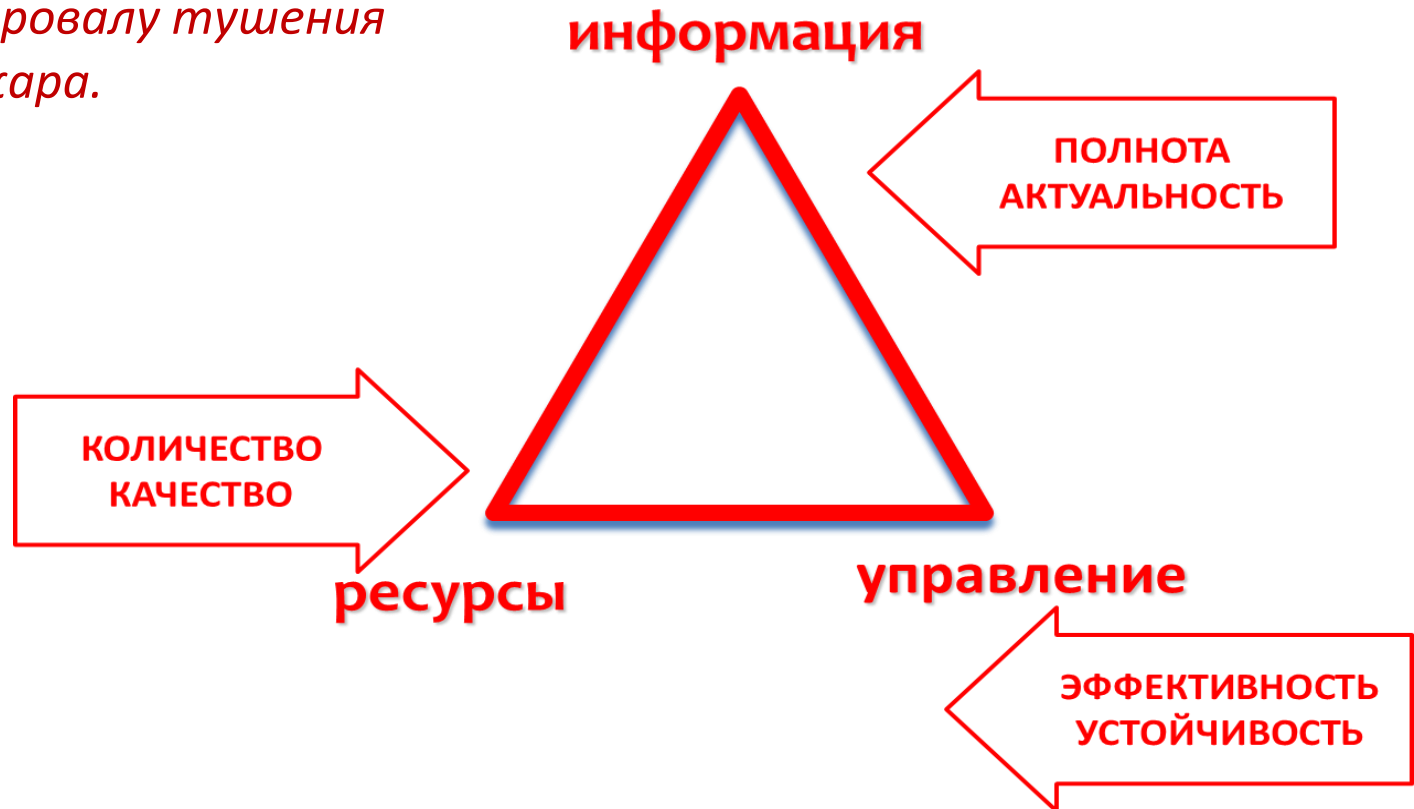 ровалу тушения
кара.
информация
ПОЛНОТА
АКТУАЛЬНОСТЬ
КОЛИЧЕСТВО
КАЧЕСТВО
ресурсы
управление
ЭФФЕКТИВНОСТЬ
УСТОЙЧИВОСТЬ